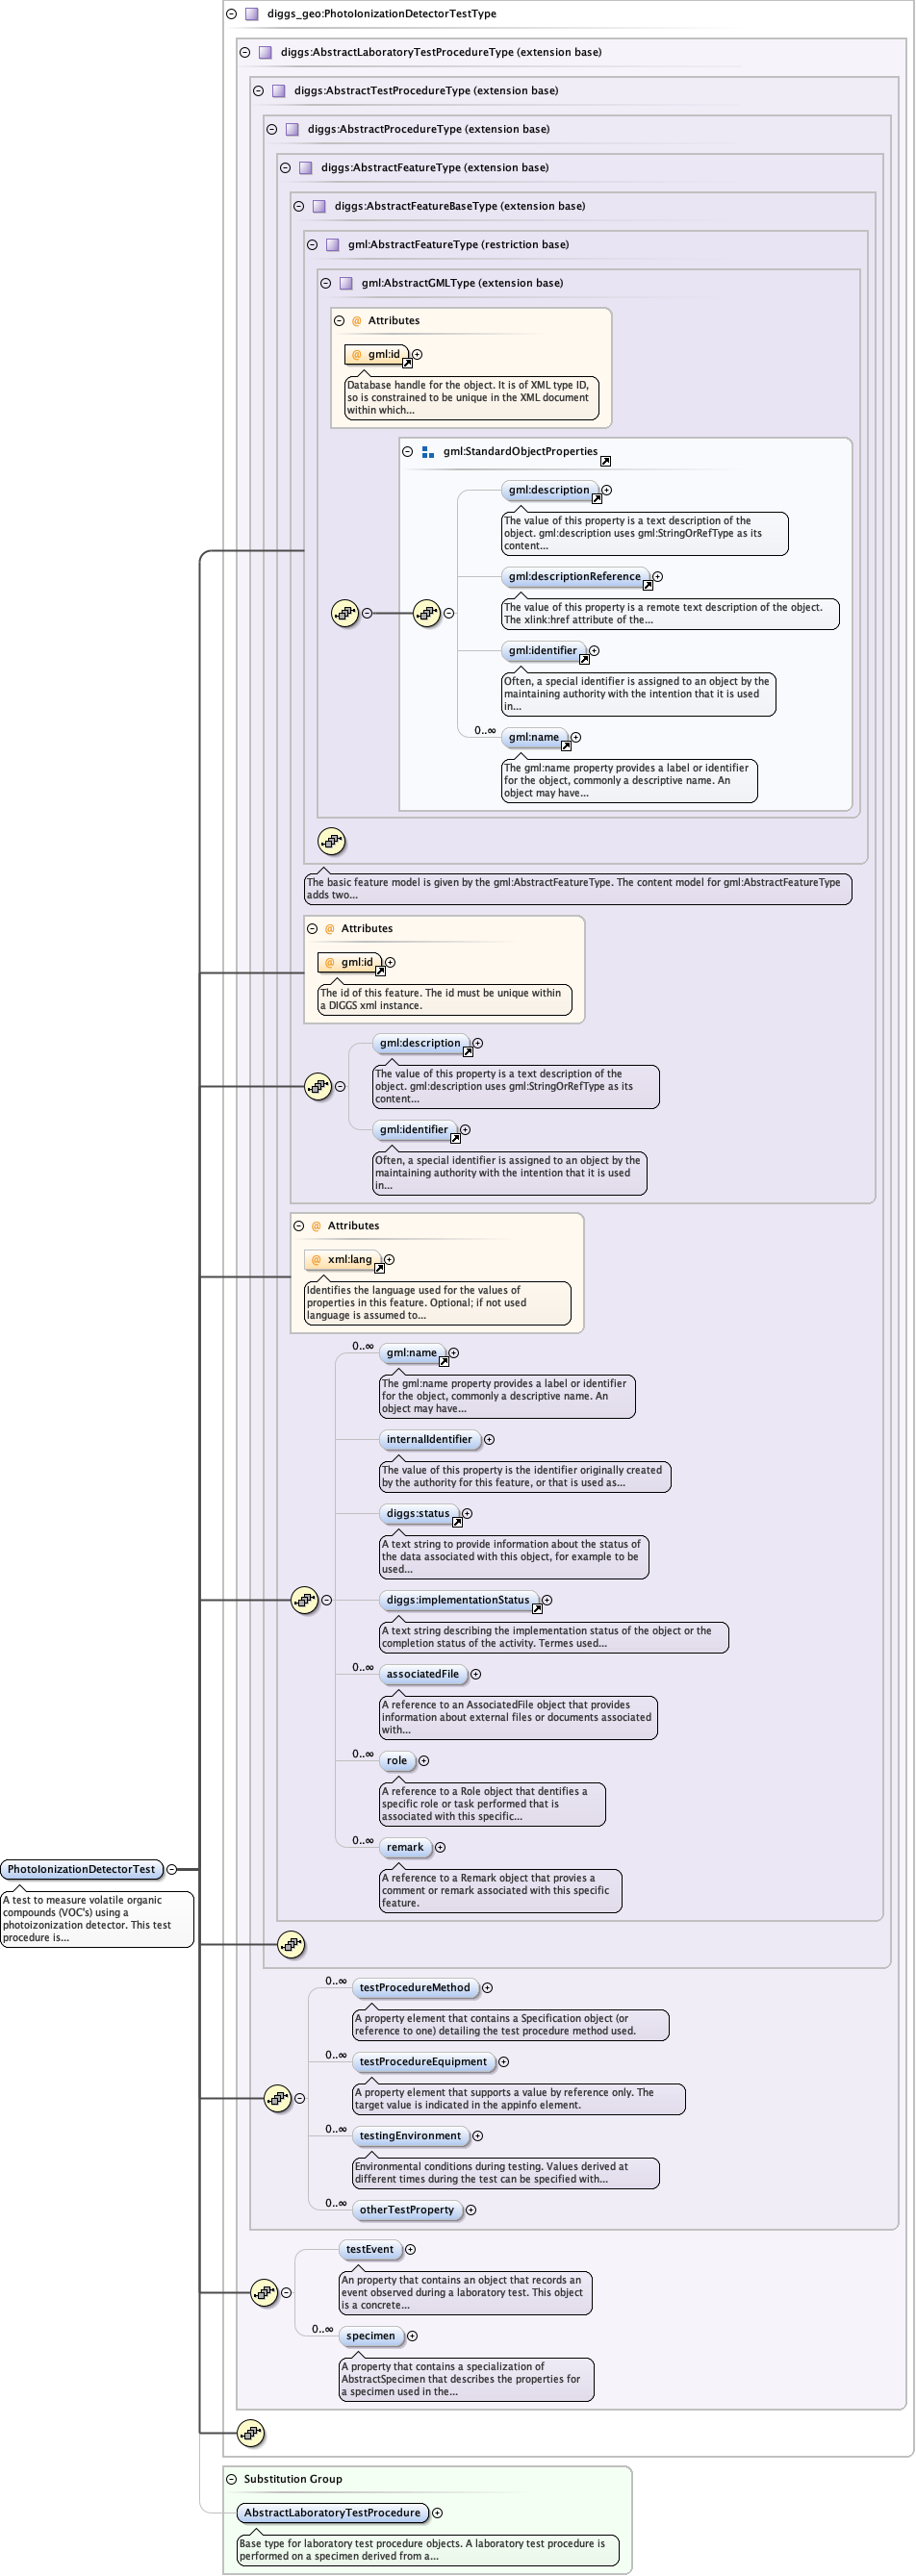 diggs_geo:PhotoIonizationDetectorTestType
diggs:AbstractLaboratoryTestProcedureType (extension base)
diggs:AbstractTestProcedureType (extension base)
diggs:AbstractProcedureType (extension base)
diggs:AbstractFeatureType (extension base)
diggs:AbstractFeatureBaseType (extension base)
gml:AbstractFeatureType (restriction base)
gml:AbstractGMLType (extension base)
@ Attributes
@ gml:id
Database handle for the object. It is of XML type ID,
so is constrained to be unique in the XML document
within which...
gml:StandardObjectProperties
gml:description
The value of this property is a text description of the
object. gml:description uses gml:StringOrRefType as its
content...
gml:descriptionReference
The value of this property is a remote text description of the object.
The xlink:href attribute of the...
gml:identifier
Often, a special identifier is assigned to an object by the
maintaining authority with the intention that it is used
in...
0..∞ gml:name
The gml:name property provides a label or identifier
for the object, commonly a descriptive name. An
object may have...
The basic feature model is given by the gml:AbstractFeatureType. The content model for gml:AbstractFeatureType
adds two...
@ Attributes
@ gml:id
The id of this feature. The id must be unique within
a DIGGS xml instance.
gml:description
The value of this property is a text description of the
object. gml:description uses gml:StringOrRefType as its
content...
gml:identifier
Often, a special identifier is assigned to an object by the
maintaining authority with the intention that it is used
in...
@ Attributes
@ xml:lang
Identifies the language used for the values of
properties in this feature. Optional; if not used
language is assumed to...
0..∞ gml:name
The gml:name property provides a label or identifier
for the object, commonly a descriptive name. An
object may have...
internalIdentifier
The value of this property is the identifier originally created
by the authority for this feature, or that is used as...
diggs:status
A text string to provide information about the status of
the data associated with this object, for example to be
used...
diggs:implementationStatus
A text string describing the implementation status of the object or the
completion status of the activity. Termes used...
0..∞ associatedFile
A reference to an AssociatedFile object that provides
information about external files or documents associated
with...
0..∞ role
A reference to a Role object that dentifies a
specific role or task performed that is
associated with this specific...
0..∞ remark
A reference to a Remark object that provies a
comment or remark associated with this specific
feature.
PhotoIonizationDetectorTest
A test to measure volatile organic
compounds (VOC's) using a
photoizonization detector. This test
procedure is...
0..∞ testProcedureMethod
A property element that contains a Specification object (or
reference to one) detailing the test procedure method used.
0..∞ testProcedureEquipment
A property element that supports a value by reference only. The
target value is indicated in the appinfo element.
0..∞ testingEnvironment
Environmental conditions during testing. Values derived at
different times during the test can be specified with...
0..∞ otherTestProperty
testEvent
An property that contains an object that records an
event observed during a laboratory test. This object
is a concrete...
0..∞ specimen
A property that contains a specialization of
AbstractSpecimen that describes the properties for
a specimen used in the...
Substitution Group
AbstractLaboratoryTestProcedure
Base type for laboratory test procedure objects. A laboratory test procedure is
performed on a specimen derived from a...